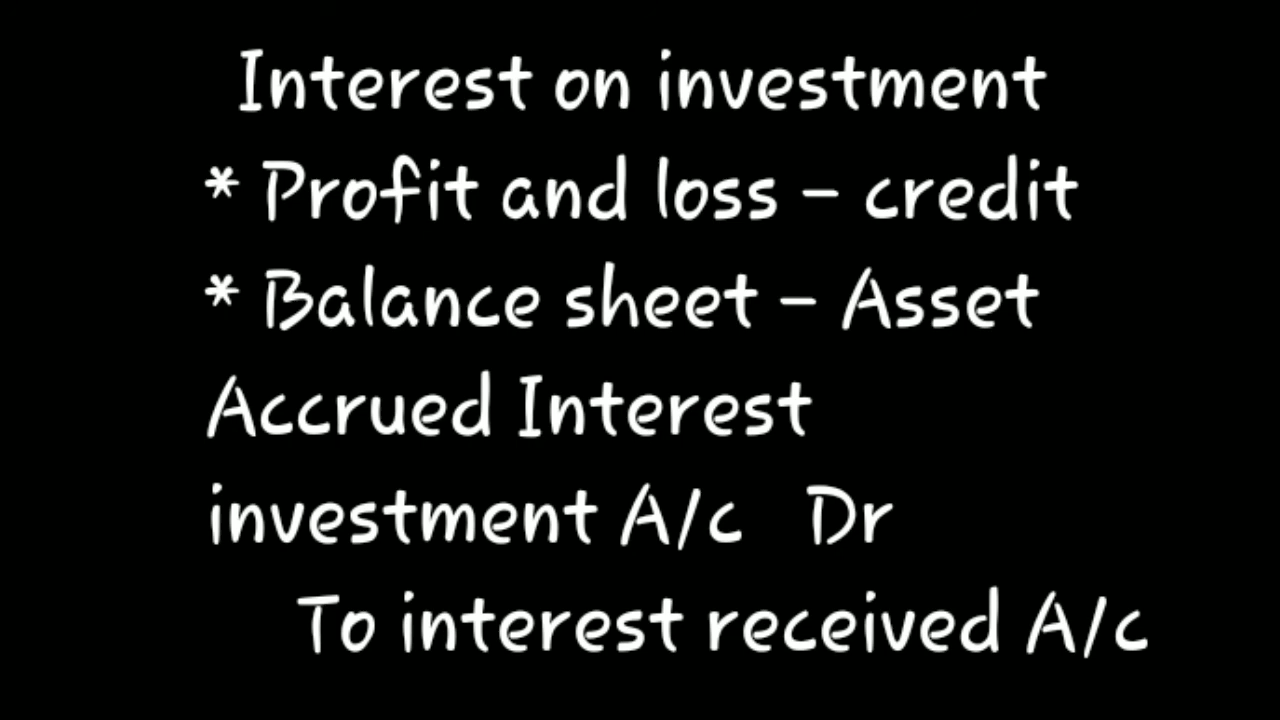 Interest on investment
* Profit and loss - credit
* Balance sheet - Asset
Accrued Interest
investment A/c Dr
To interest received A/c